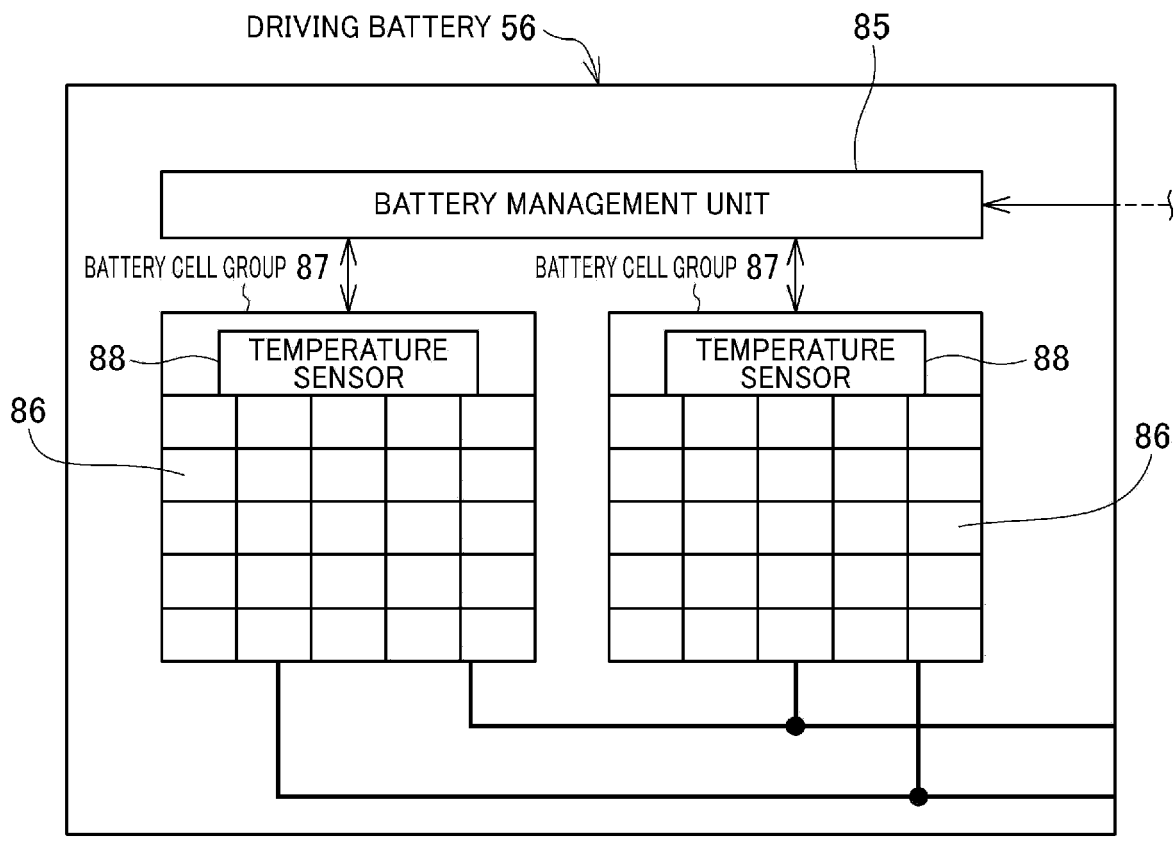 DRIVING BATTERY 56
85
BATTERY MANAGEMENT UNIT
BATTERY CELL GROUP 87
BATTERY CELL GROUP 87
88
TEMPERATURE
SENSOR
TEMPERATURE
SENSOR
88
86
86